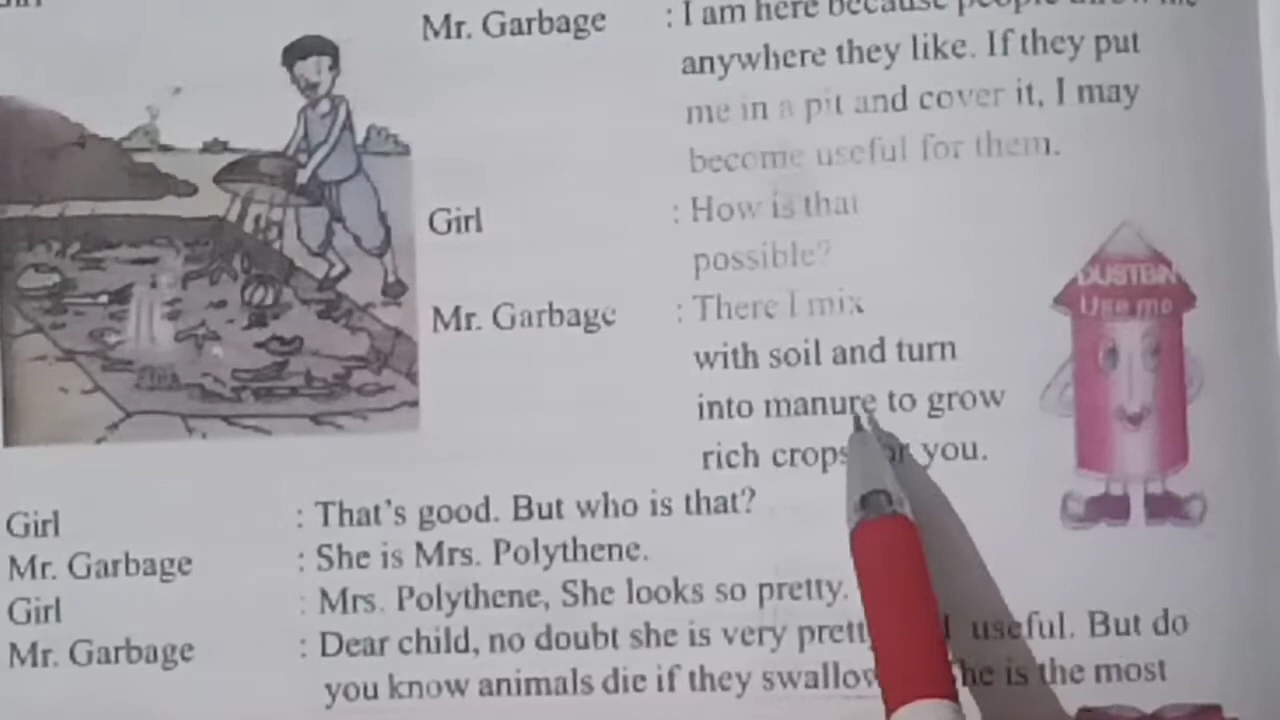 Mr. Garbage : I am here because people
anywhere they like. If they put
me in a pit and cover it, I may
become useful for them.
Girl : How is that
possible?
Mr. Garbage : There I mix
with soil and turn
into manure to grow
rich crops you.
DUSTBIN
Use me
Girl : That's good. But who is that?
Mr. Garbage : She is Mrs. Polythene.
Girl : Mrs. Polythene, She looks so pretty.
Mr. Garbage : Dear child, no doubt she is very useful. But do
you know animals die if they is the most